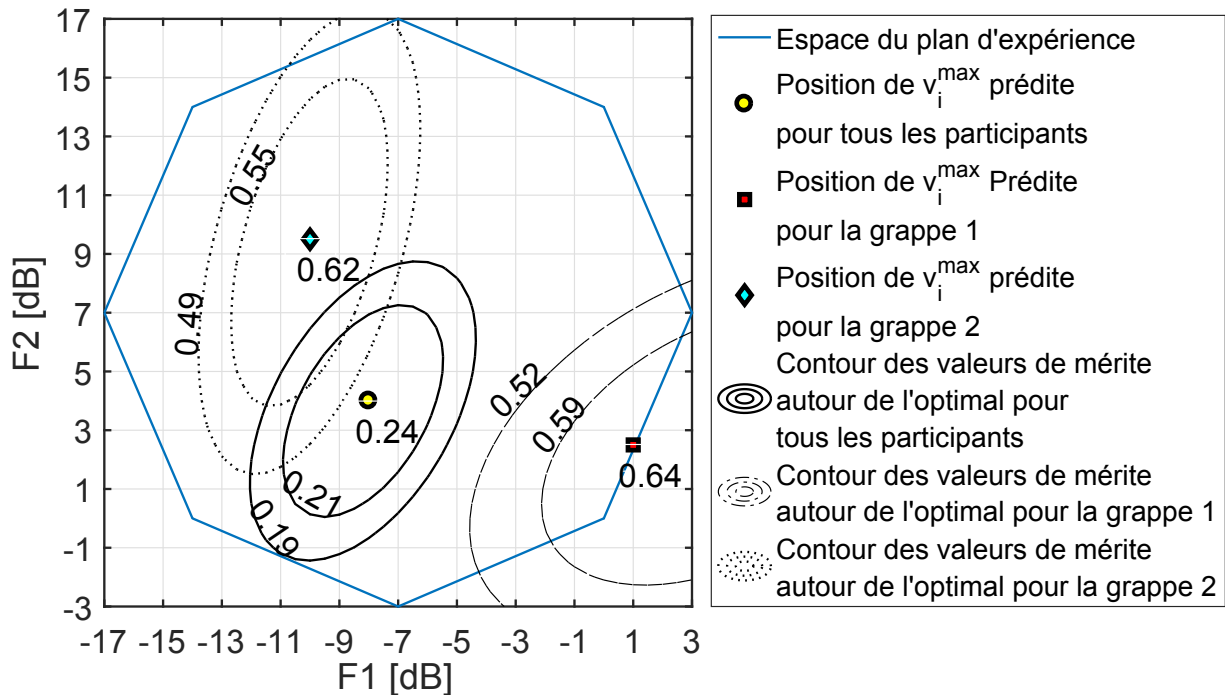 17
15
13
11
9
7
5
3
1
-1
-3
-17 -15 -13 -11 -9 -7 -5 -3 -1 1 3
F1 [dB]
F2 [dB]
0.55
0.49
0.62
0.24
0.21
0.19
0.52
0.59
0.64
Espace du plan d'expérience
Position de v_i^max prédite
pour tous les participants
Position de v_i^max Prédite
pour la grappe 1
Position de v_i^max prédite
pour la grappe 2
Contour des valeurs de mérite
autour de l'optimal pour
tous les participants
Contour des valeurs de mérite
autour de l'optimal pour la grappe 1
Contour des valeurs de mérite
autour de l'optimal pour la grappe 2